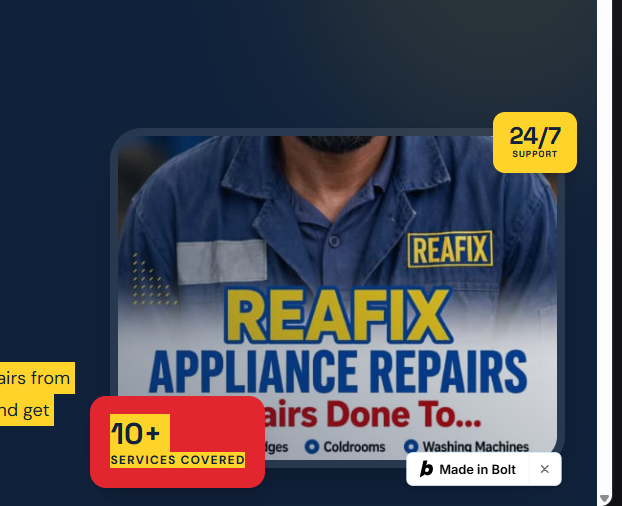 24/7
SUPPORT
REAFIX
REAFIX
APPLIANCE REPAIRS
airs Done To...
airs from
nd get
10+
SERVICES COVERED
dges
Coldrooms
Washing Machines
b Made in Bolt ×